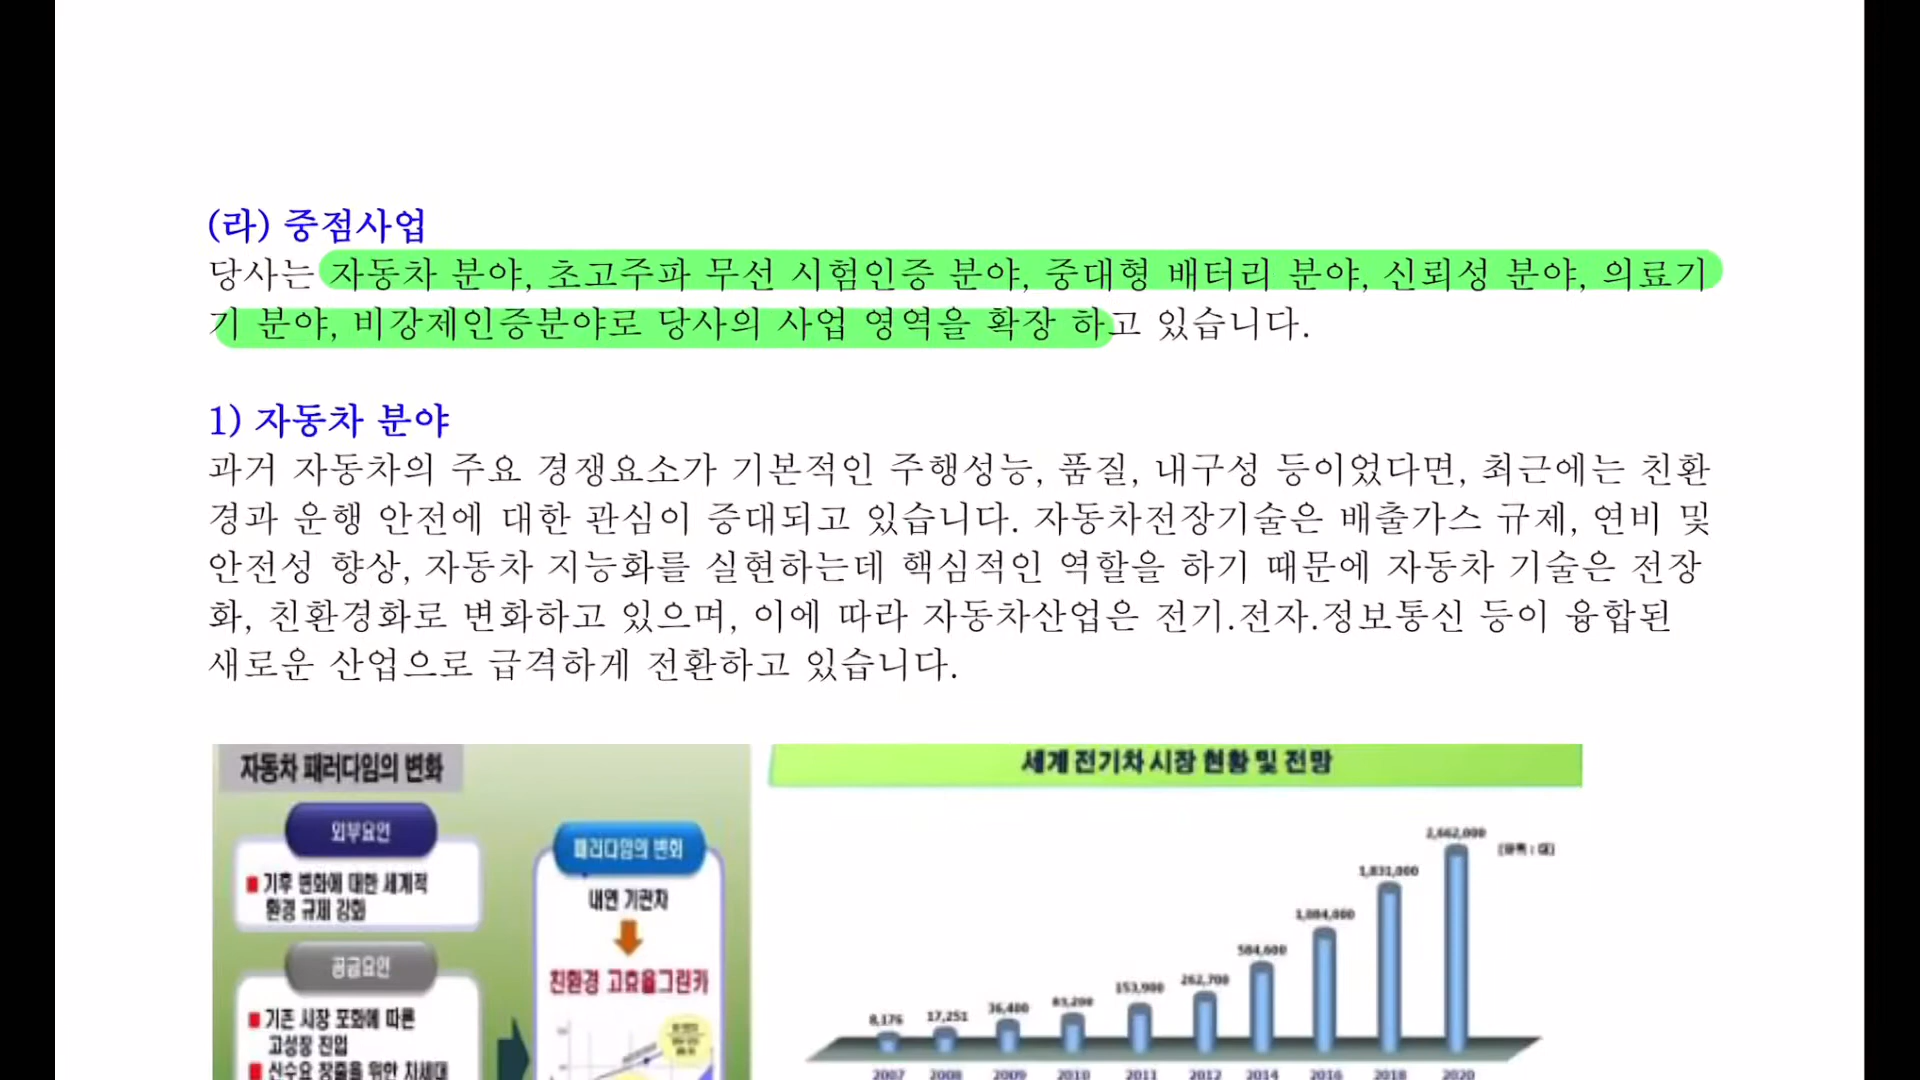 (라) 중점사업
당사는 자동차 분야, 초고주파 무선 시험인증 분야, 중대형 배터리 분야, 신뢰성 분야, 의료기
기 분야, 비강제인증분야로 당사의 사업 영역을 확장 하고 있습니다.
1) 자동차 분야
과거 자동차의 주요 경쟁요소가 기본적인 주행성능, 품질, 내구성 등이었다면, 최근에는 친환
경과 운행 안전에 대한 관심이 증대되고 있습니다. 자동차전장기술은 배출가스 규제, 연비 및
안전성 향상, 자동차 지능화를 실현하는데 핵심적인 역할을 하기 때문에 자동차 기술은 전장
화, 친환경화로 변화하고 있으며, 이에 따라 자동차산업은 전기.전자.정보통신 등이 융합된
새로운 산업으로 급격하게 전환하고 있습니다.
자동차 패러다임의 변화
외부요인
기후 변화에 대한 세계적
환경 규제 강화
공급요인
기존 시장 포화에 따른
고성장 진입
신수요 창출을 위한 차세대
패러다임의 변화
내연 기관차
친환경 고효율그린카
세계 전기차 시장 현황 및 전망
(단위 : 대)
8,176
17,251
36,400
83,200
153,900
262,700
584,600
1,084,000
1,831,000
2,662,000
2007 2008 2009 2010 2011 2012 2014 2016 2018 2020